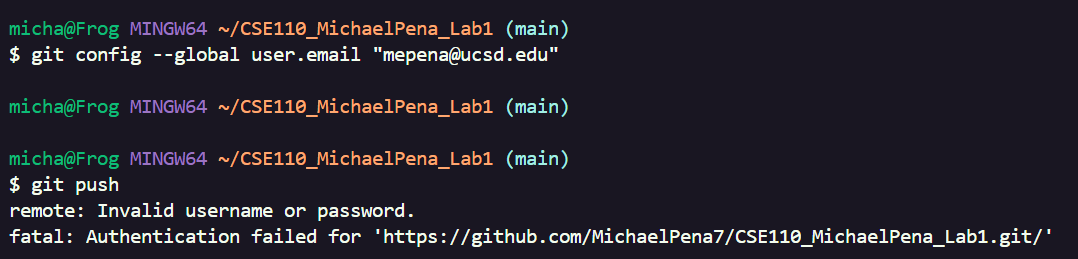 micha@Frog MINGW64 ~/CSE110_MichaelPena_Lab1 (main)
$ git config --global user.email "mepena@ucsd.edu"
micha@Frog MINGW64 ~/CSE110_MichaelPena_Lab1 (main)
micha@Frog MINGW64 ~/CSE110_MichaelPena_Lab1 (main)
$ git push
remote: Invalid username or password.
fatal: Authentication failed for 'https://github.com/MichaelPena7/CSE110_MichaelPena_Lab1.git/'